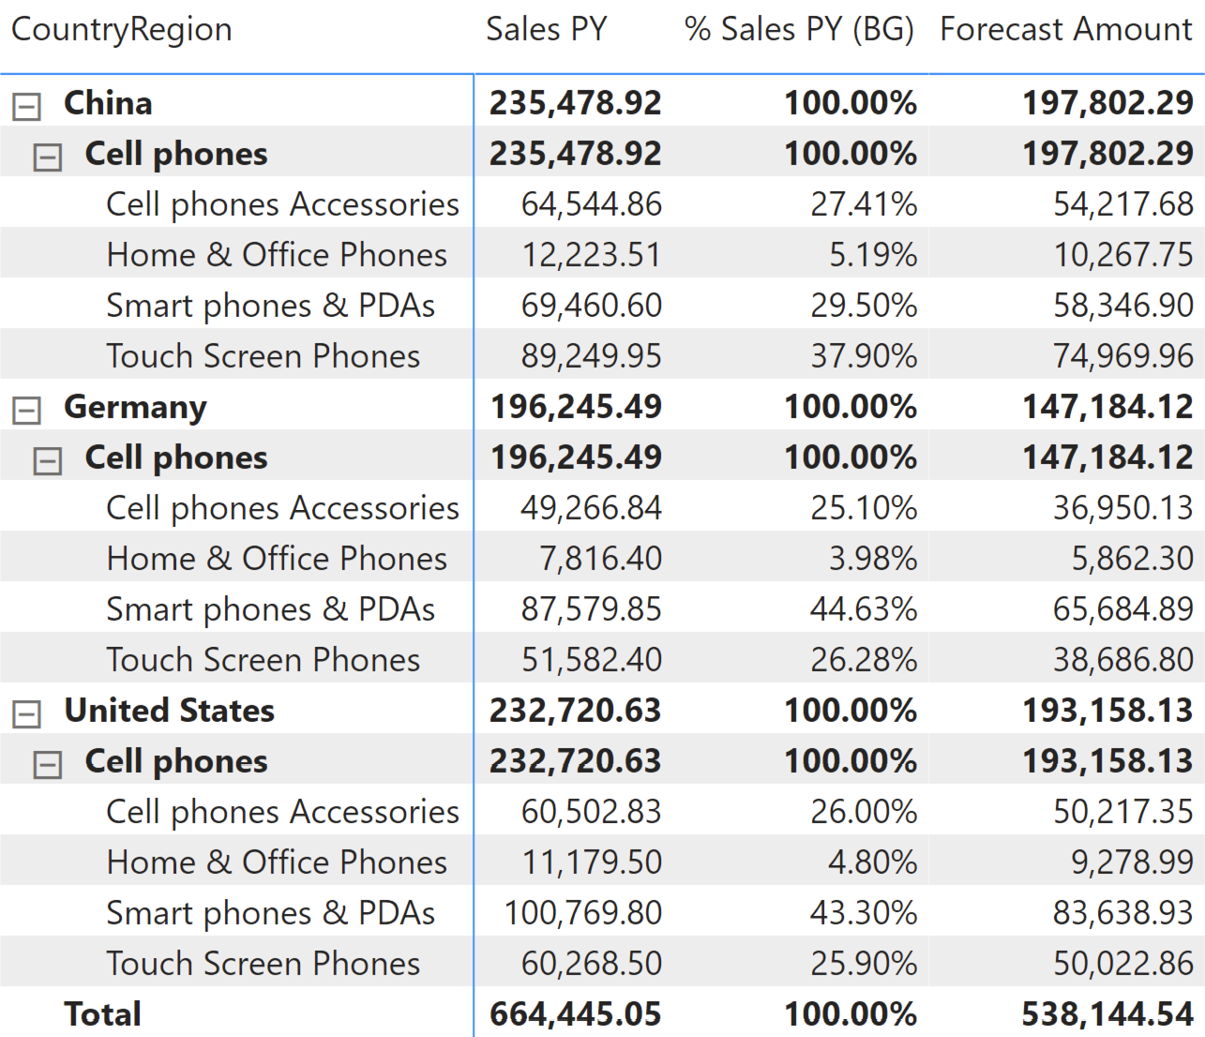 CountryRegion Sales PY % Sales PY (BG) Forecast Amount
China 235,478.92 100.00% 197,802.29
Cell phones 235,478.92 100.00% 197,802.29
Cell phones Accessories 64,544.86 27.41% 54,217.68
Home & Office Phones 12,223.51 5.19% 10,267.75
Smart phones & PDAs 69,460.60 29.50% 58,346.90
Touch Screen Phones 89,249.95 37.90% 74,969.96
Germany 196,245.49 100.00% 147,184.12
Cell phones 196,245.49 100.00% 147,184.12
Cell phones Accessories 49,266.84 25.10% 36,950.13
Home & Office Phones 7,816.40 3.98% 5,862.30
Smart phones & PDAs 87,579.85 44.63% 65,684.89
Touch Screen Phones 51,582.40 26.28% 38,686.80
United States 232,720.63 100.00% 193,158.13
Cell phones 232,720.63 100.00% 193,158.13
Cell phones Accessories 60,502.83 26.00% 50,217.35
Home & Office Phones 11,179.50 4.80% 9,278.99
Smart phones & PDAs 100,769.80 43.30% 83,638.93
Touch Screen Phones 60,268.50 25.90% 50,022.86
Total 664,445.05 100.00% 538,144.54